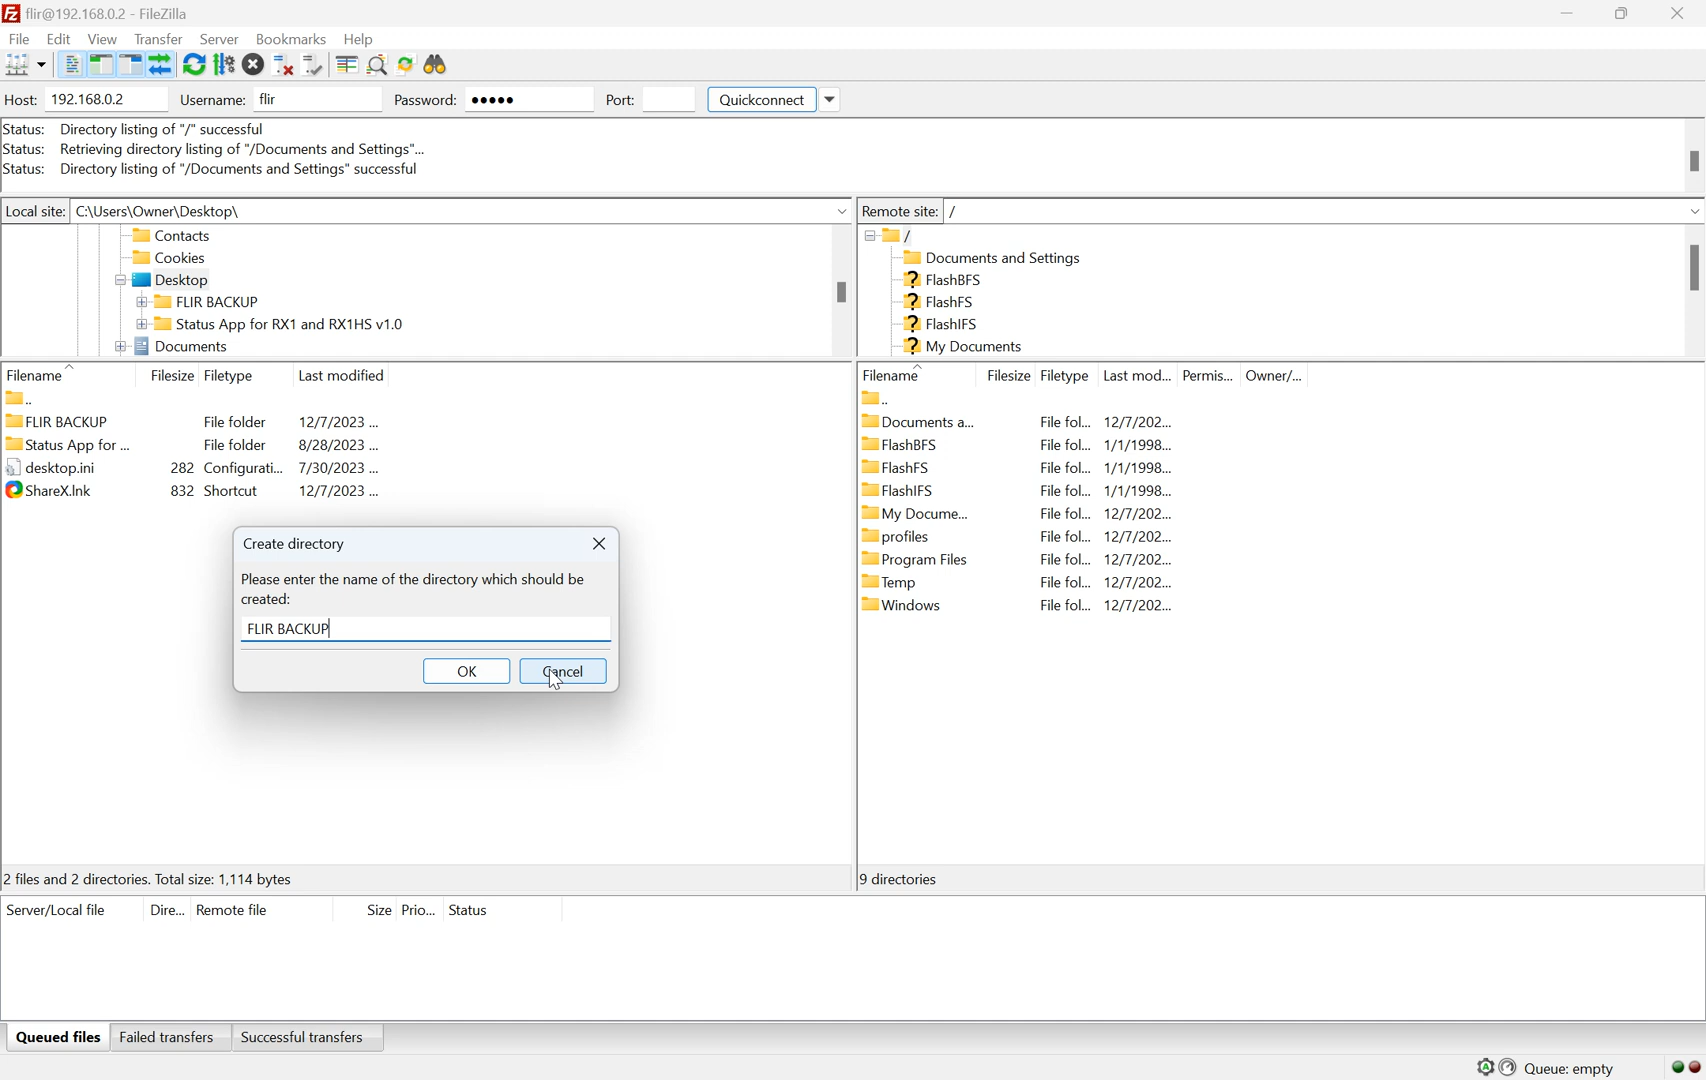 flir@192.168.0.2 - FileZilla
File Edit View Transfer Server Bookmarks Help
Host: 192.168.0.2 Username: flir Password: ●●●●● Port: Quickconnect
Status: Directory listing of "/" successful
Status: Retrieving directory listing of "/Documents and Settings"...
Status: Directory listing of "/Documents and Settings" successful
Local site: C:\Users\Owner\Desktop\
Contacts
Cookies
Desktop
FLIR BACKUP
Status App for RX1 and RX1HS v1.0
Documents
Remote site: /
/
Documents and Settings
FlashBFS
FlashFS
FlashIFS
My Documents
Filename Filesize Filetype Last modified
..
FLIR BACKUP File folder 12/7/2023 ...
Status App for ... File folder 8/28/2023 ...
desktop.ini 282 Configurati... 7/30/2023 ...
ShareX.lnk 832 Shortcut 12/7/2023 ...
Create directory
Please enter the name of the directory which should be
created:
FLIR BACKUP
OK Cancel
2 files and 2 directories. Total size: 1,114 bytes
Filename Filesize Filetype Last mod... Permis... Owner/...
..
Documents a... File fol... 12/7/202...
FlashBFS File fol... 1/1/1998...
FlashFS File fol... 1/1/1998...
FlashIFS File fol... 1/1/1998...
My Docume... File fol... 12/7/202...
profiles File fol... 12/7/202...
Program Files File fol... 12/7/202...
Temp File fol... 12/7/202...
Windows File fol... 12/7/202...
9 directories
Server/Local file Dire... Remote file Size Prio... Status
Queued files Failed transfers Successful transfers
Queue: empty